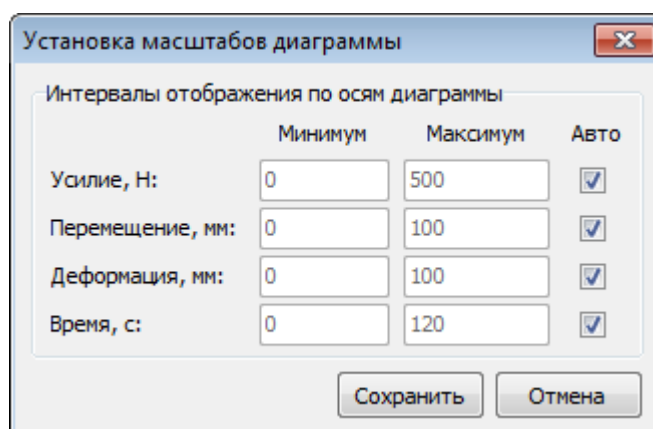 Установка масштабов диаграммы
Интервалы отображения по осям диаграммы
Минимум Максимум Авто
Усилие, Н: 0 500
Перемещение, мм: 0 100
Деформация, мм: 0 100
Время, с: 0 120
Сохранить Отмена